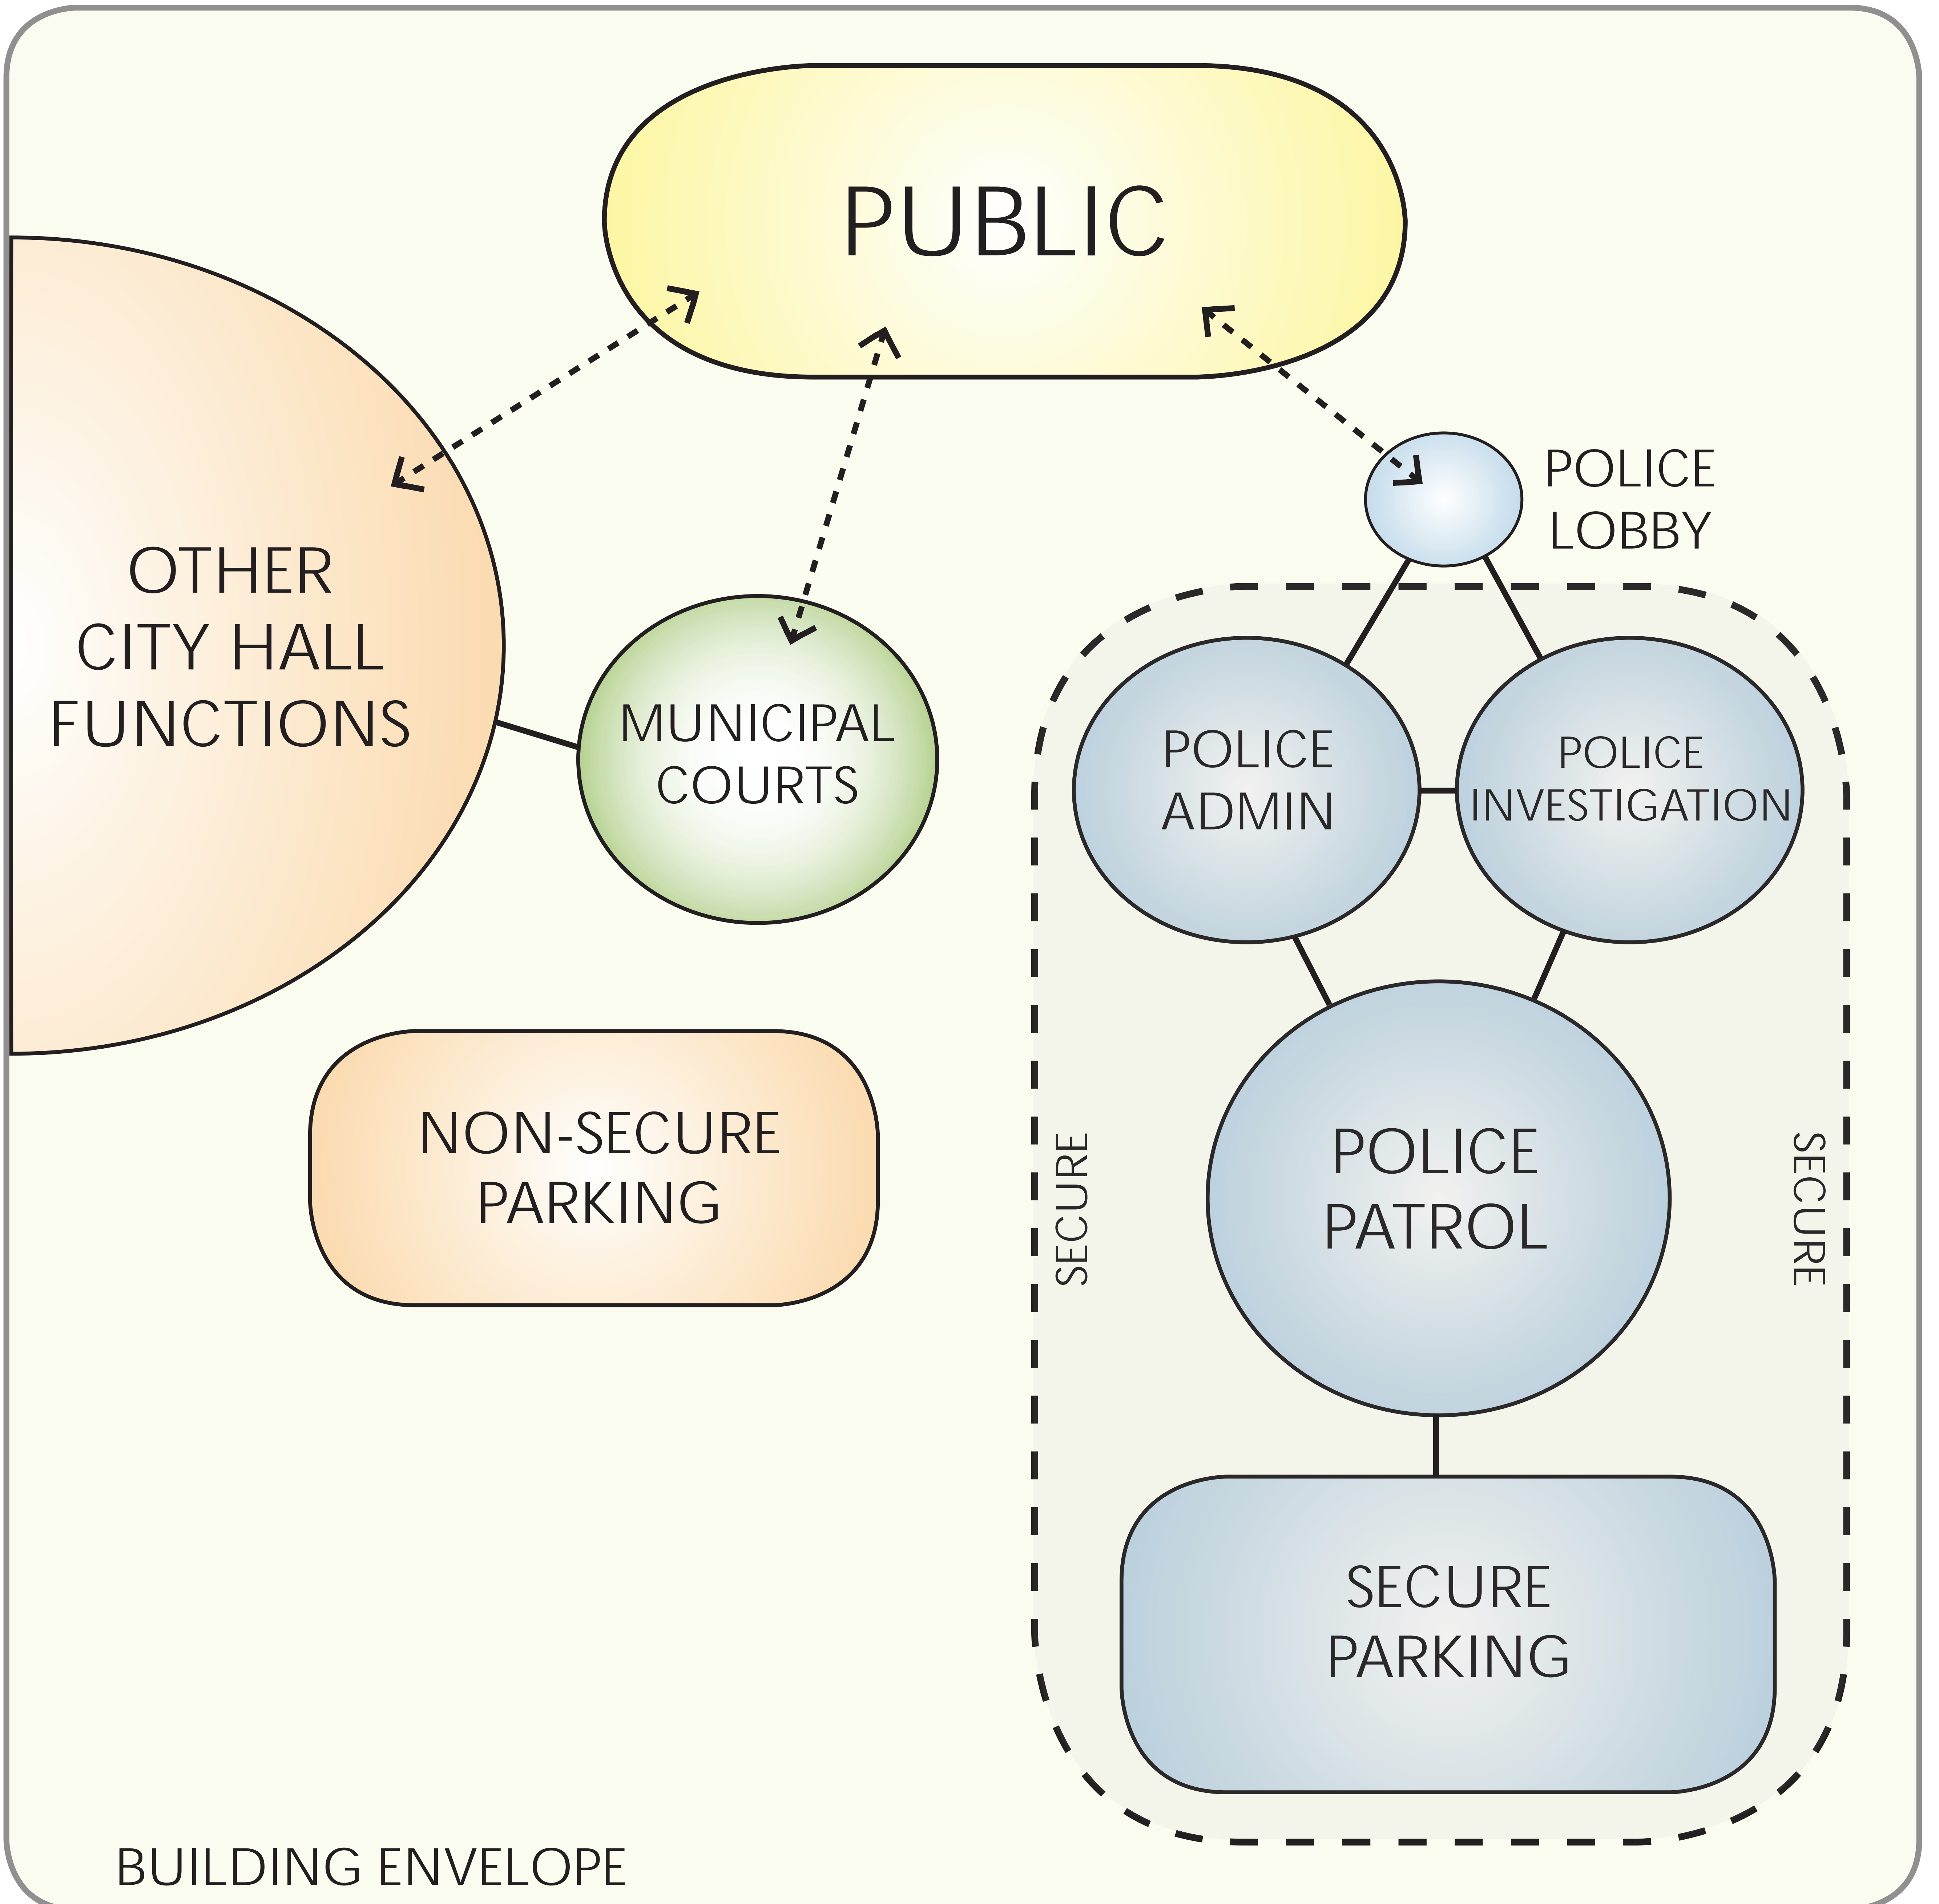 PUBLIC
POLICE
LOBBY
OTHER
CITY HALL
FUNCTIONS
MUNICIPAL
COURTS
POLICE
ADMIN
POLICE
INVESTIGATION
NON-SECURE
PARKING
SECURE
POLICE
PATROL
SECURE
SECURE
PARKING
BUILDING ENVELOPE